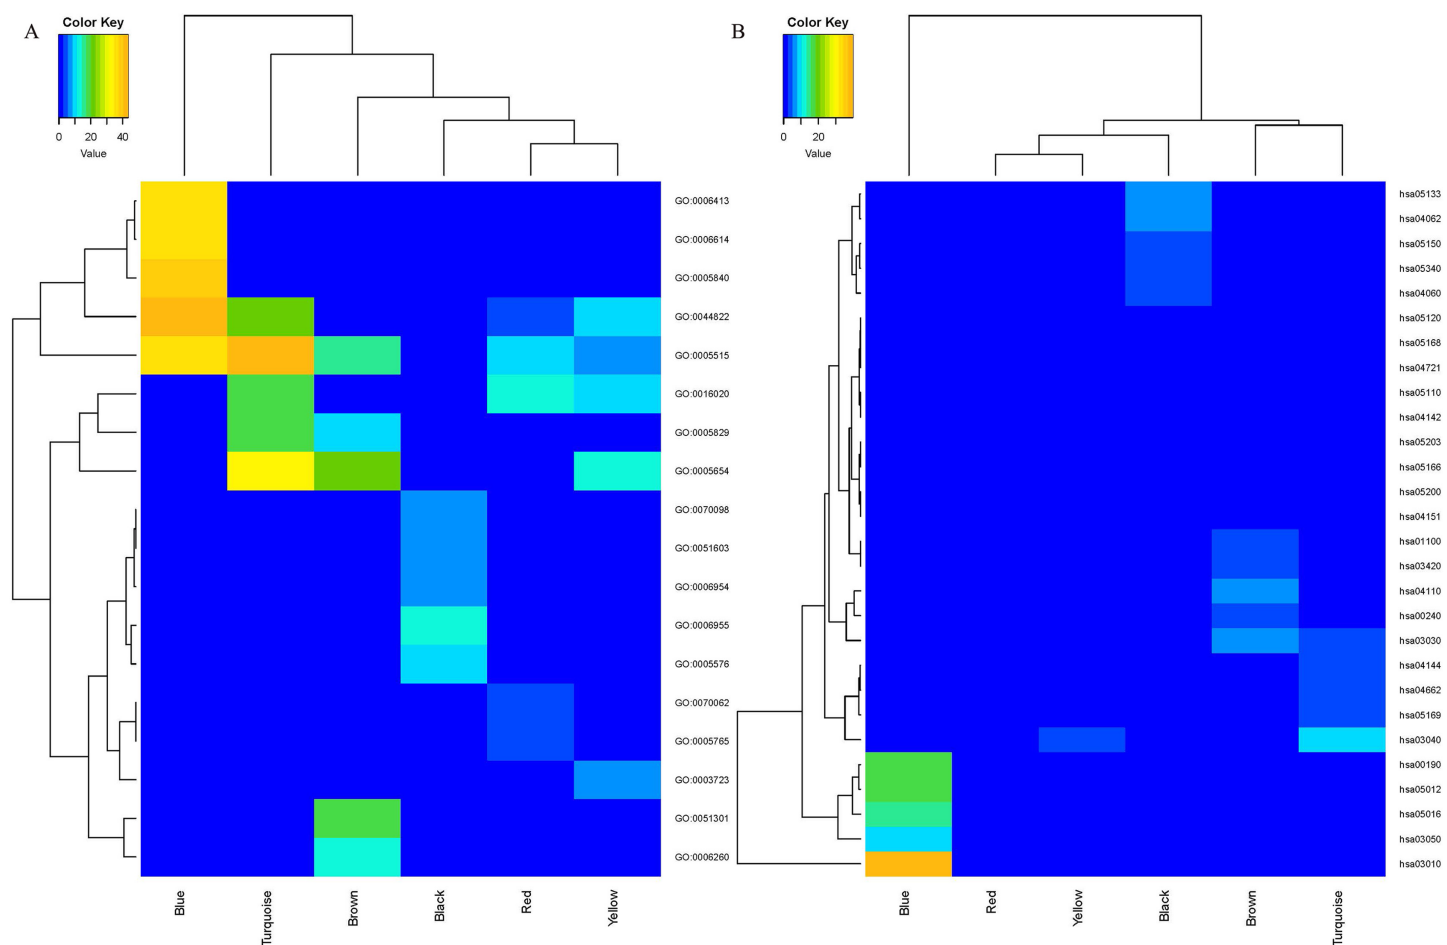 A
Color Key
0 20 40
Value
GO:0006413
GO:0006614
GO:0005840
GO:0044822
GO:0005515
GO:0016020
GO:0005829
GO:0005654
GO:0070098
GO:0051603
GO:0006954
GO:0006955
GO:0005576
GO:0070062
GO:0005765
GO:0003723
GO:0051301
GO:0006260
Blue
Turquoise
Brown
Black
Red
Yellow
B
Color Key
0 20
Value
hsa05133
hsa04062
hsa05150
hsa05340
hsa04060
hsa05120
hsa05168
hsa04721
hsa05110
hsa04142
hsa05203
hsa05166
hsa05200
hsa04151
hsa01100
hsa03420
hsa04110
hsa00240
hsa03030
hsa04144
hsa04662
hsa05169
hsa03040
hsa00190
hsa05012
hsa05016
hsa03050
hsa03010
Blue
Red
Yellow
Black
Brown
Turquoise